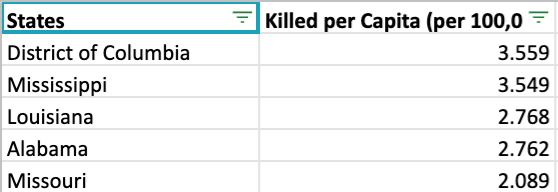 States Killed per Capita (per 100,0
District of Columbia 3.559
Mississippi 3.549
Louisiana 2.768
Alabama 2.762
Missouri 2.089